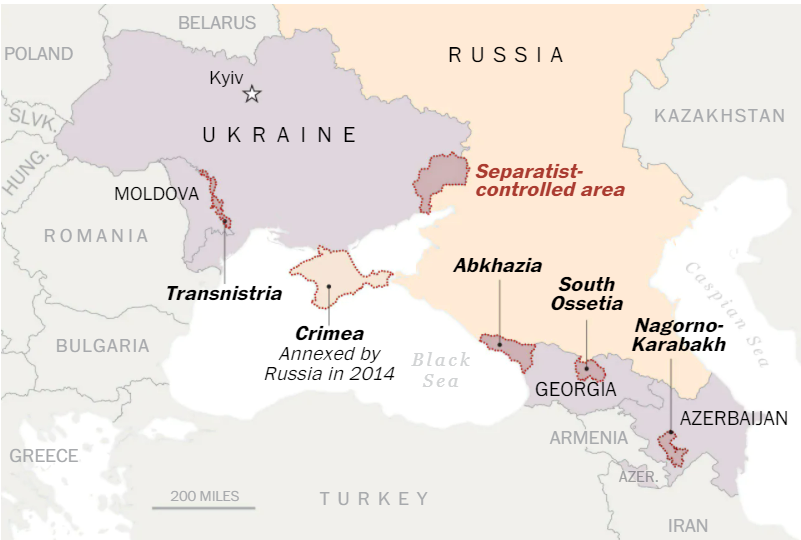 BELARUS
POLAND
RUSSIA
Kyiv
SLVK.
KAZAKHSTAN
UKRAINE
HUNG.
Separatist-
controlled area
MOLDOVA
ROMANIA
Abkhazia
Transnistria
South
Ossetia
Caspian Sea
Nagorno-
Karabakh
Crimea
Annexed by
Russia in 2014
BULGARIA
Black
Sea
GEORGIA
AZERBAIJAN
ARMENIA
GREECE
AZER.
200 MILES
TURKEY
IRAN